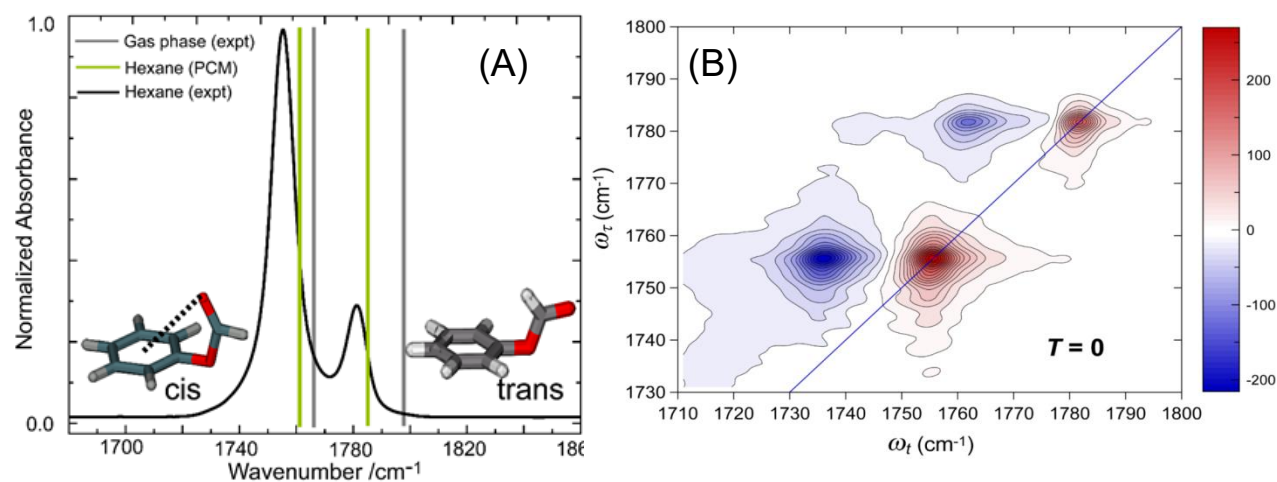 1.0
Gas phase (expt)
Hexane (PCM)
Hexane (expt)
(A)
Normalized Absorbance
cis
trans
0.0
1700
1740
1780
1820
186
Wavenumber /cm-1
(B)
1800
1790
1780
1770
1760
1750
1740
1730
ωτ (cm-1)
T = 0
1710
1720
1730
1740
1750
1760
1770
1780
1790
1800
ωt (cm-1)
200
100
0
-100
-200